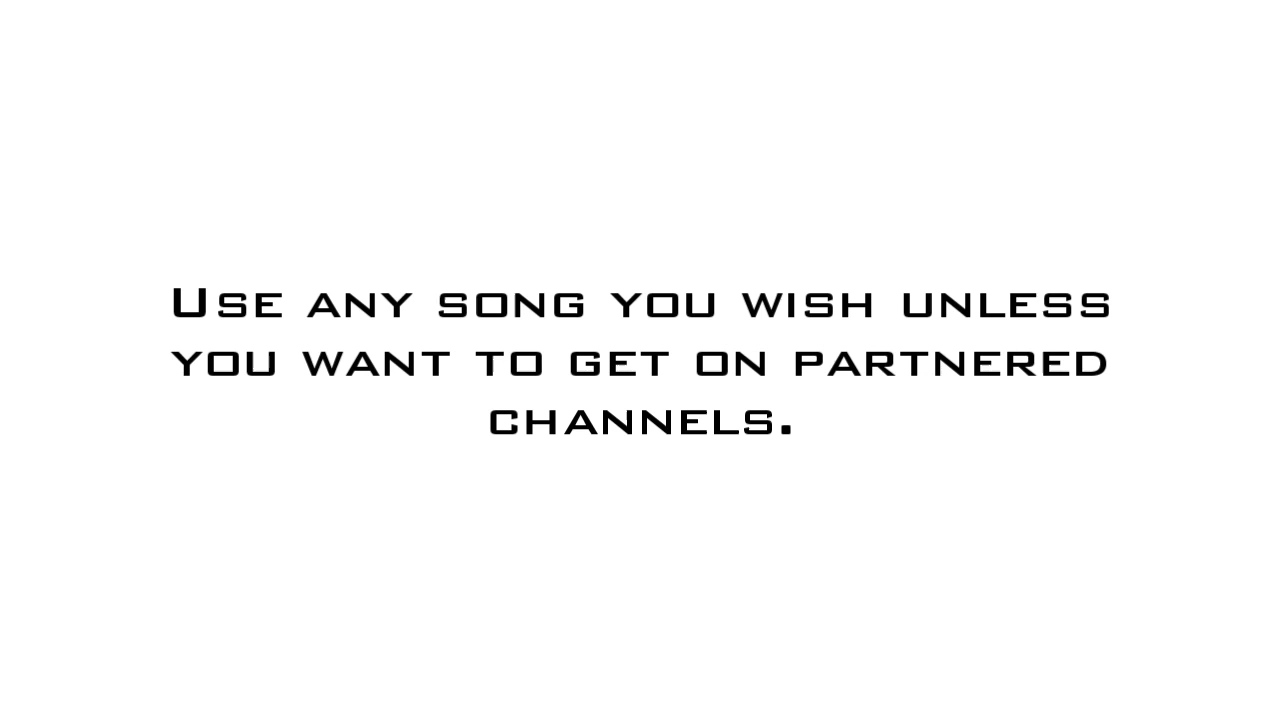 Use any song you wish unless
you want to get on partnered
channels.